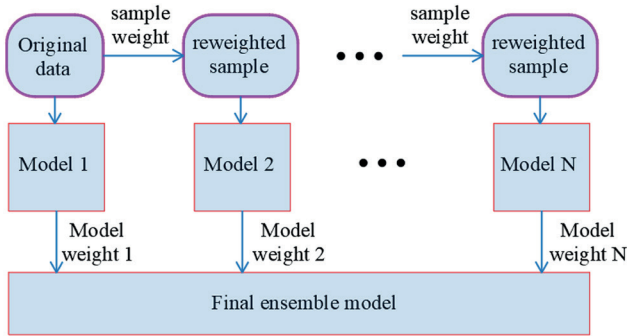 sample
weight
sample
weight
Original
data
reweighted
sample
reweighted
sample
Model 1
Model 2
Model N
Model
weight 1
Model
weight 2
Model
weight N
Final ensemble model